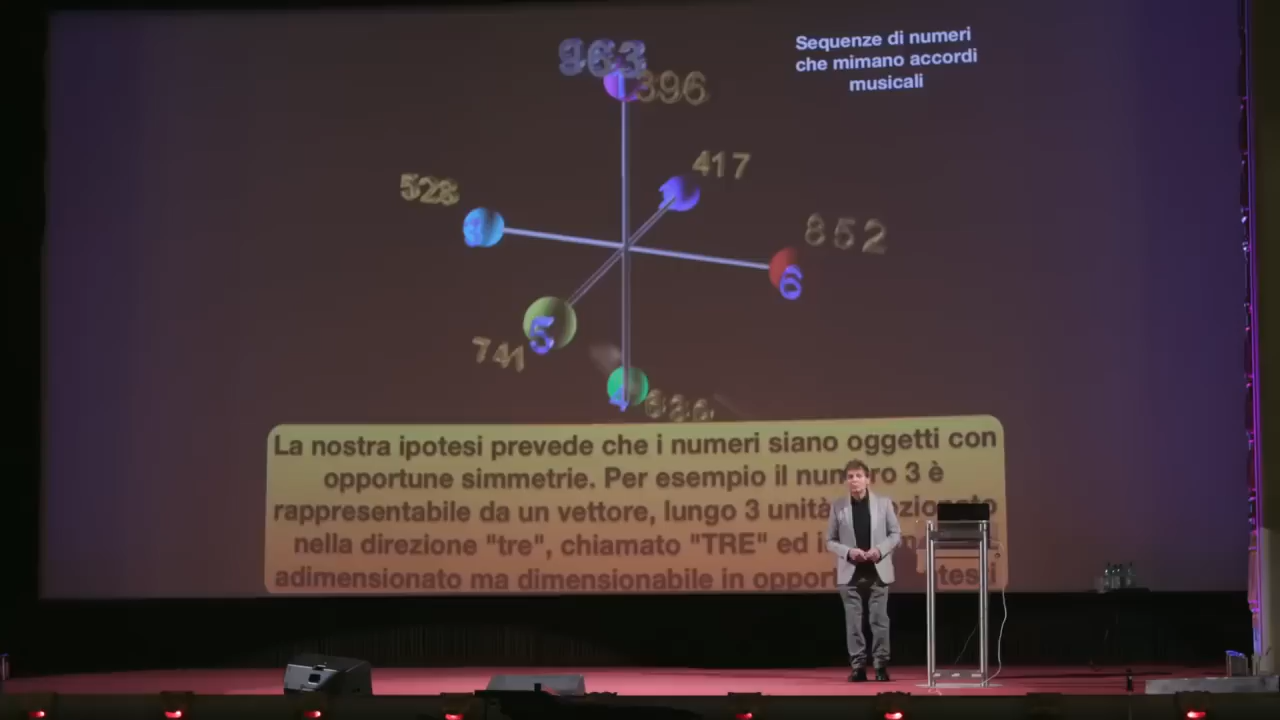 963
396
Sequenze di numeri
che mimano accordi
musicali
417
528
852
6
5
741
La nostra ipotesi prevede che i numeri siano oggetti con
opportune simmetrie. Per esempio il numero 3 è
rappresentabile da un vettore, lungo 3 unità
nella direzione "tre", chiamato "TRE" ed
adimensionato ma dimensionabile in